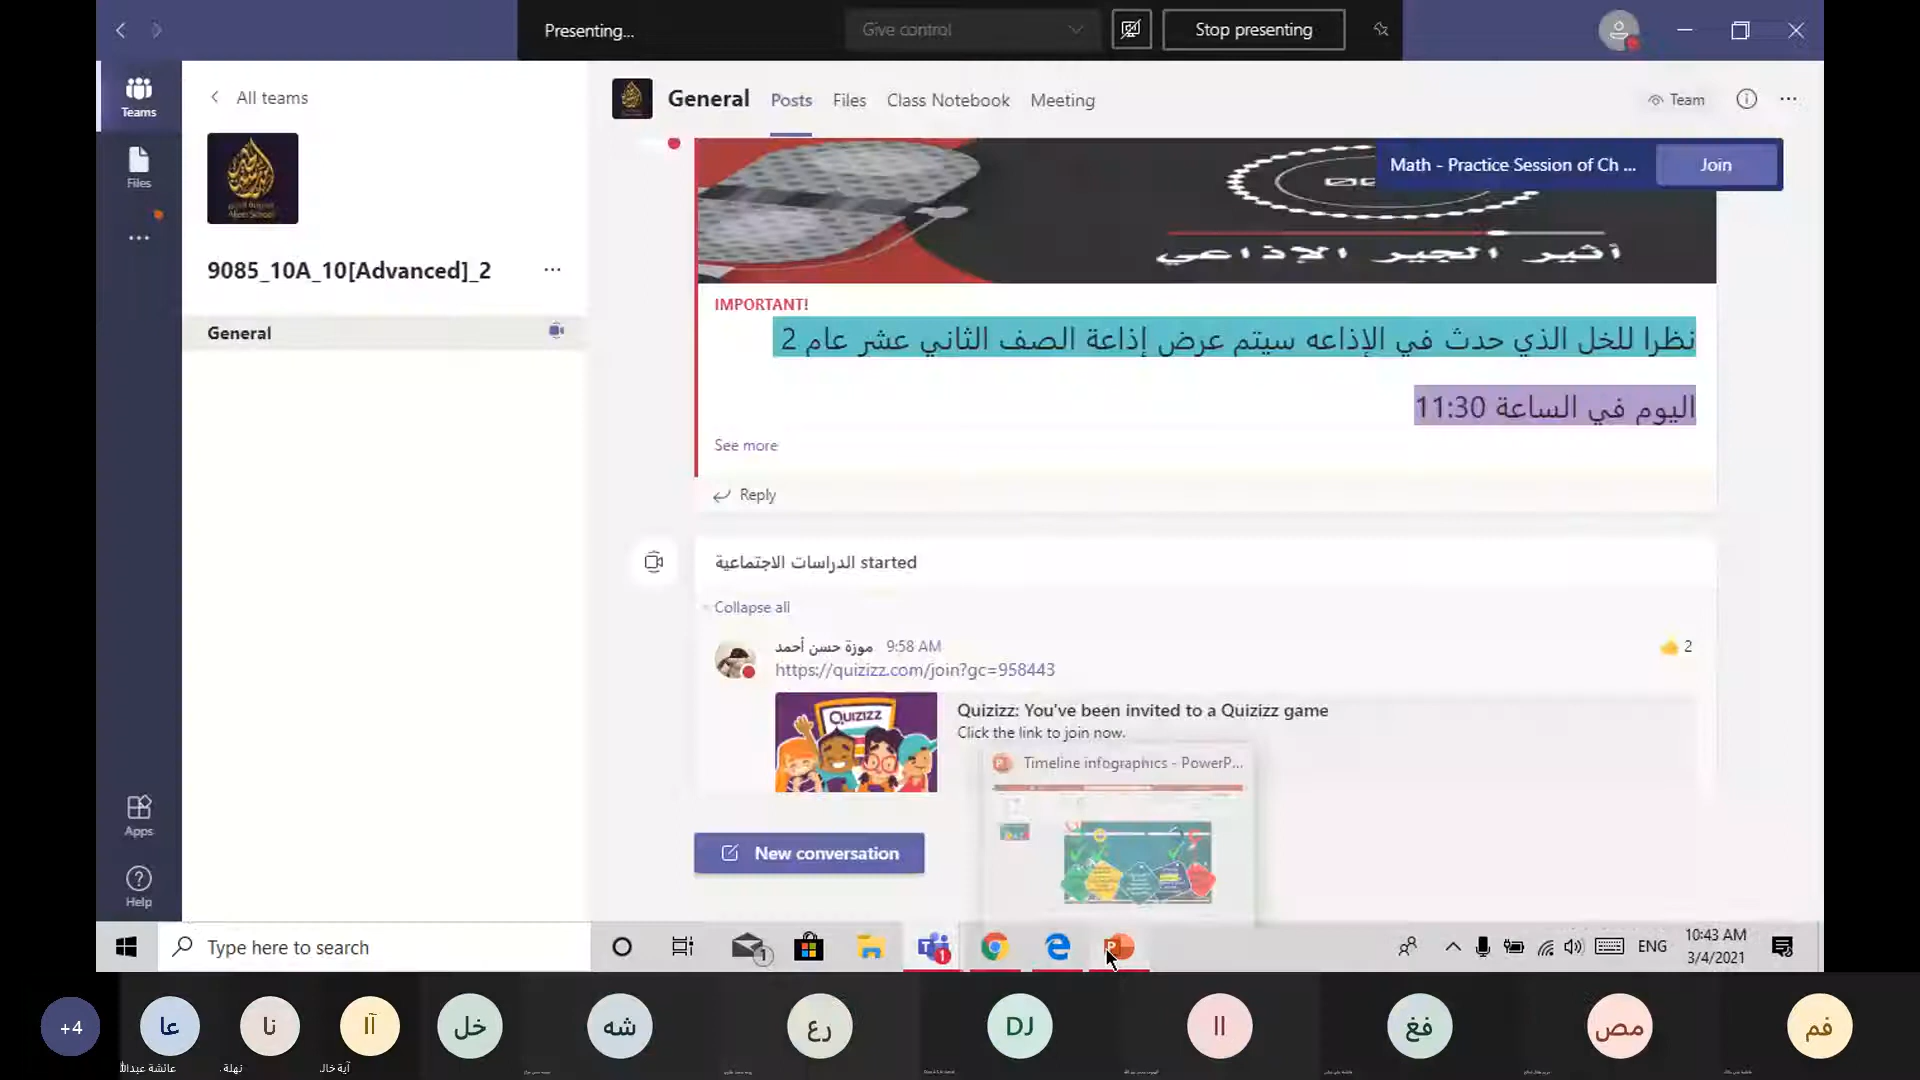 Presenting...
Give control
Stop presenting
Teams
All teams
General
Posts
Files
Class Notebook
Meeting
Team
Files
Math - Practice Session of Ch ...
Join
أثير الجير الإذاعي
9085_10A_10[Advanced]_2
General
IMPORTANT!
نظرا للخل الذي حدث في الإذاعه سيتم عرض إذاعة الصف الثاني عشر عام 2
اليوم في الساعة 11:30
See more
Reply
الدراسات الاجتماعية started
Collapse all
موزة حسن أحمد 9:58 AM
2
https://quizizz.com/join?gc=958443
QUIZIZZ
Quizizz: You've been invited to a Quizizz game
Click the link to join now.
Timeline infographics - PowerP...
Apps
New conversation
Help
Type here to search
1
1
ENG
10:43 AM
3/4/2021
+4
عا
نا
آا
خل
شه
رع
DJ
اا
فغ
مص
فم
عائشة عبدالله
نهلة .
آية خال.